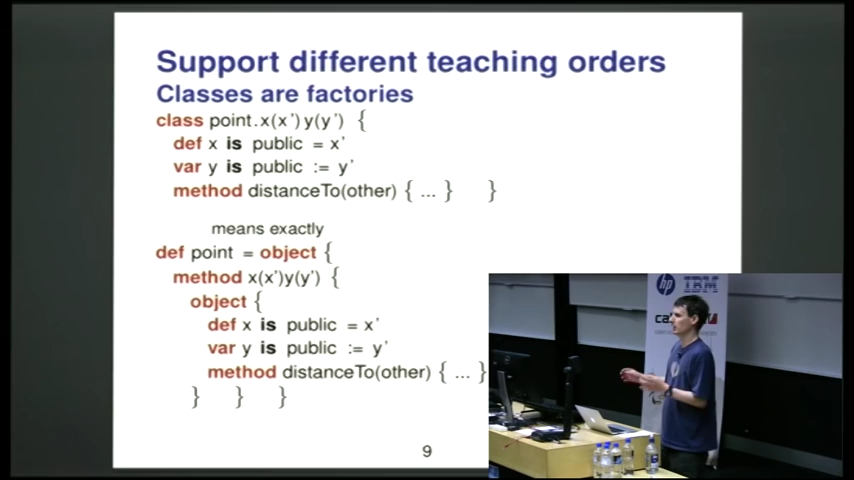 Support different teaching orders
Classes are factories
class point.x(x') y(y') {
def x is public = x'
var y is public := y'
method distanceTo(other) { ... } }
means exactly
def point = object {
method x(x')y(y') {
object {
def x is public = x'
var y is public := y'
method distanceTo(other) { ... }
} } }
9
hp
IBM